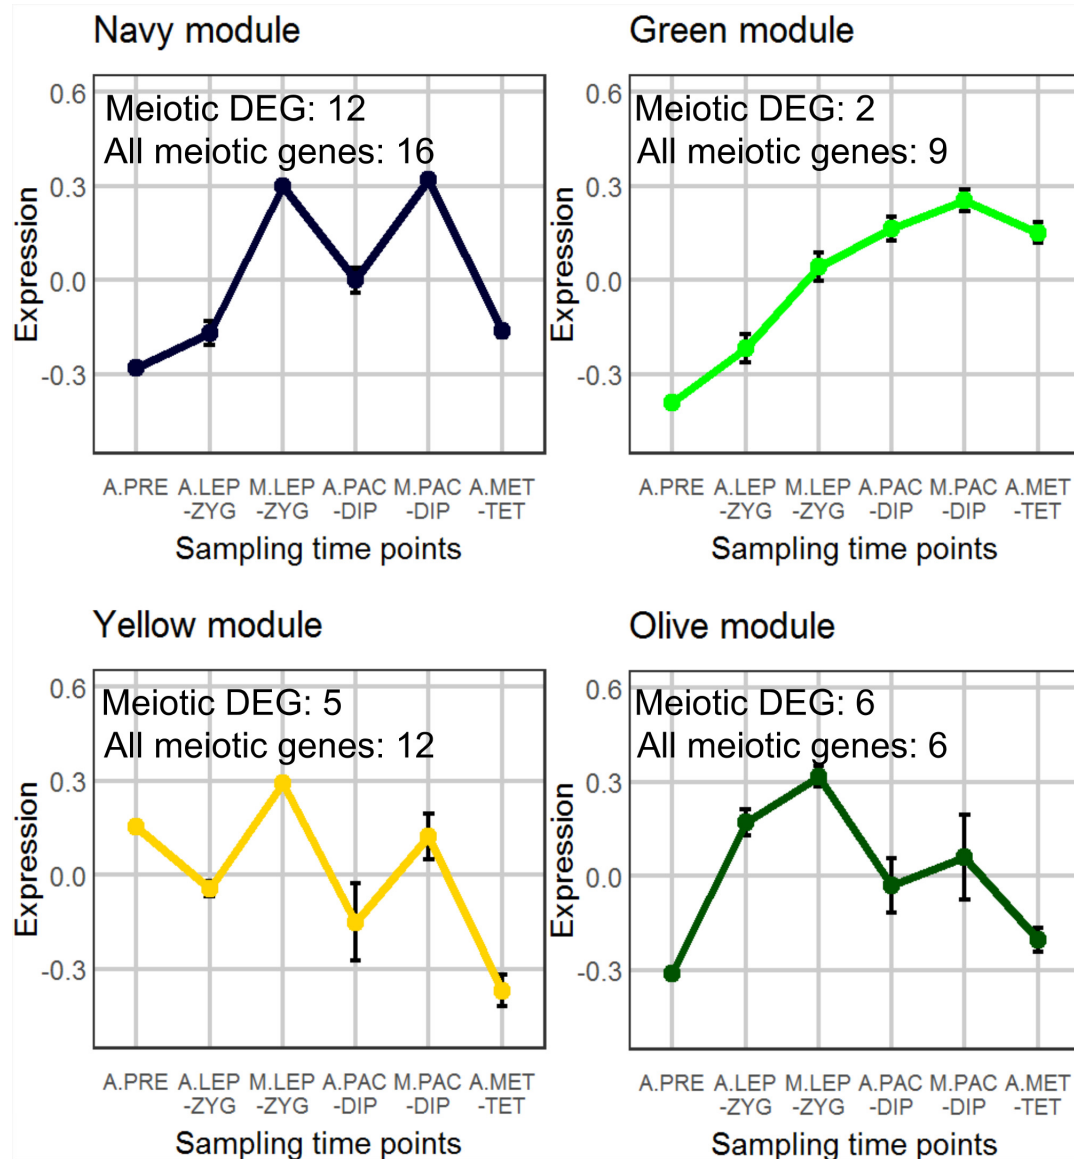 Navy module
Meiotic DEG: 12
All meiotic genes: 16
Expression
0.6
0.3
0.0
-0.3
A.PRE
A.LEP
-ZYG
M.LEP
-ZYG
A.PAC
-DIP
M.PAC
-DIP
A.MET
-TET
Sampling time points
Green module
Meiotic DEG: 2
All meiotic genes: 9
Expression
0.6
0.3
0.0
-0.3
A.PRE
A.LEP
-ZYG
M.LEP
-ZYG
A.PAC
-DIP
M.PAC
-DIP
A.MET
-TET
Sampling time points
Yellow module
Meiotic DEG: 5
All meiotic genes: 12
Expression
0.6
0.3
0.0
-0.3
A.PRE
A.LEP
-ZYG
M.LEP
-ZYG
A.PAC
-DIP
M.PAC
-DIP
A.MET
-TET
Sampling time points
Olive module
Meiotic DEG: 6
All meiotic genes: 6
Expression
0.6
0.3
0.0
-0.3
A.PRE
A.LEP
-ZYG
M.LEP
-ZYG
A.PAC
-DIP
M.PAC
-DIP
A.MET
-TET
Sampling time points